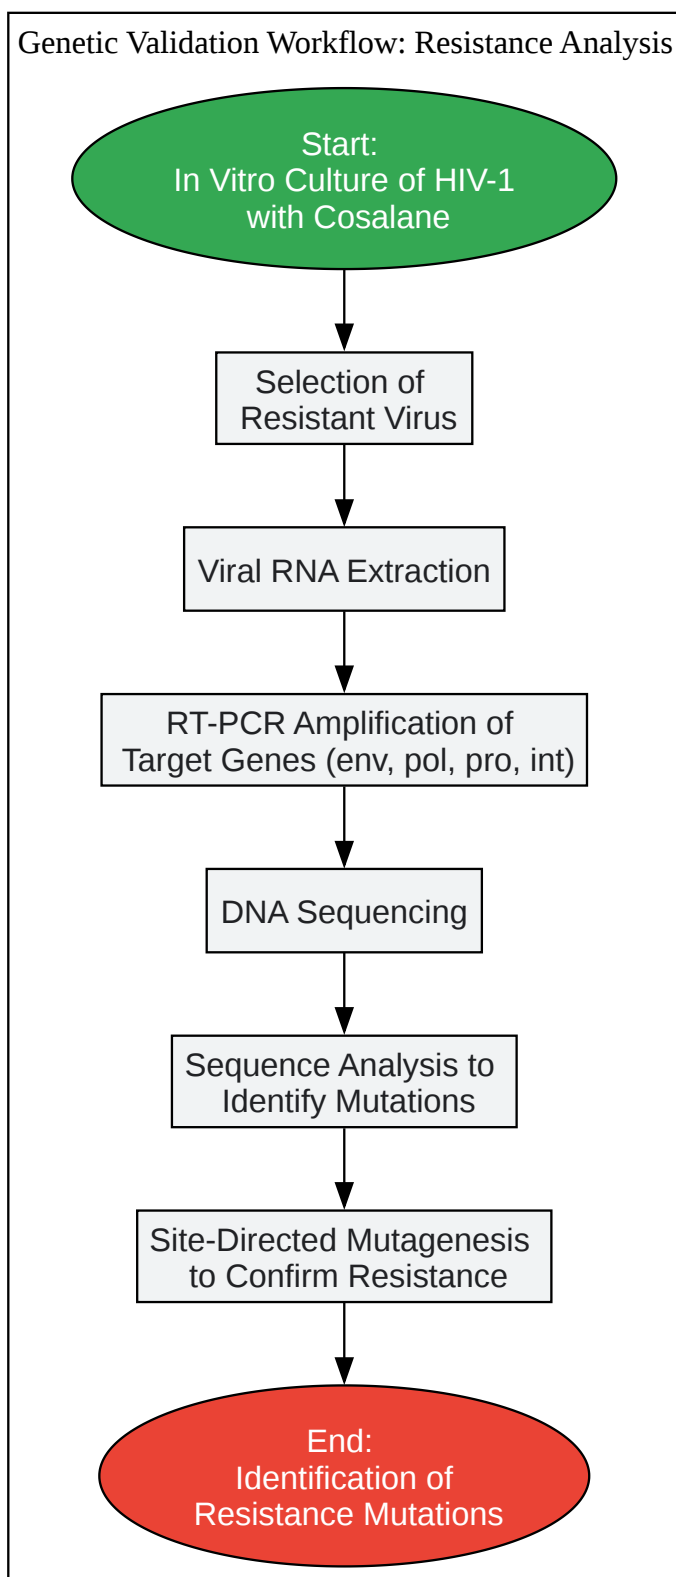 Genetic Validation Workflow: Resistance Analysis
Start:
In Vitro Culture of HIV-1
with Cosalane
Selection of
Resistant Virus
Viral RNA Extraction
RT-PCR Amplification of
Target Genes (env, pol, pro, int)
DNA Sequencing
Sequence Analysis to
Identify Mutations
Site-Directed Mutagenesis
to Confirm Resistance
End:
Identification of
Resistance Mutations